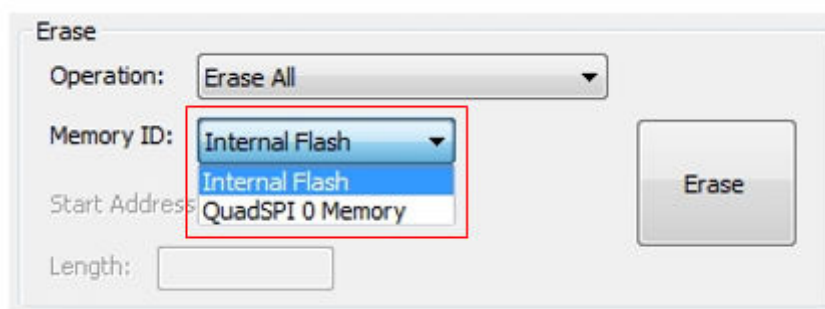 Erase
Operation: Erase All
Memory ID: Internal Flash
Internal Flash
QuadSPI 0 Memory
Start Address
Erase
Length: